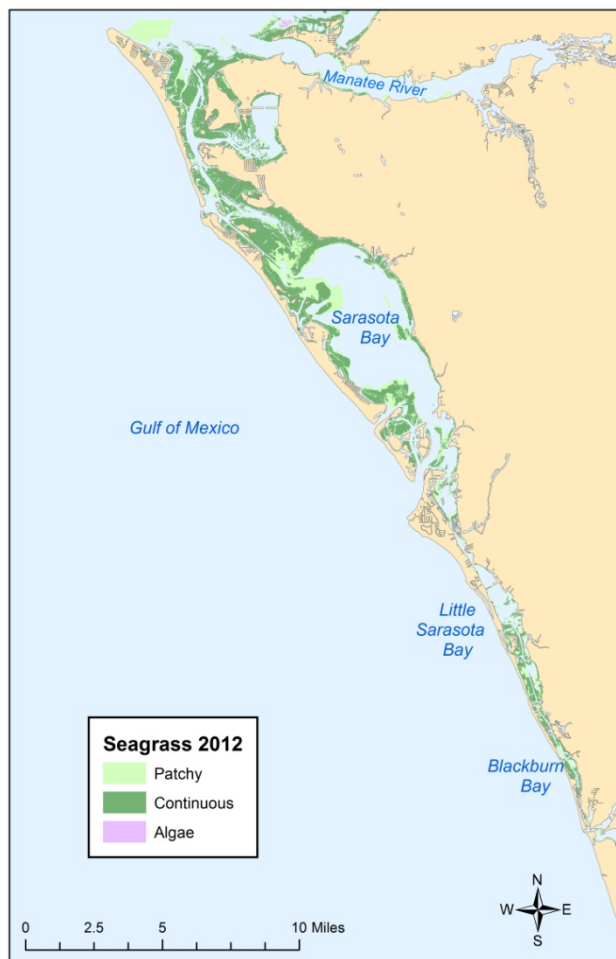 Manatee River
Sarasota
Bay
Gulf of Mexico
Little
Sarasota
Bay
Blackburn
Bay
Seagrass 2012
Patchy
Continuous
Algae
N
W E
S
0 2.5 5 10 Miles